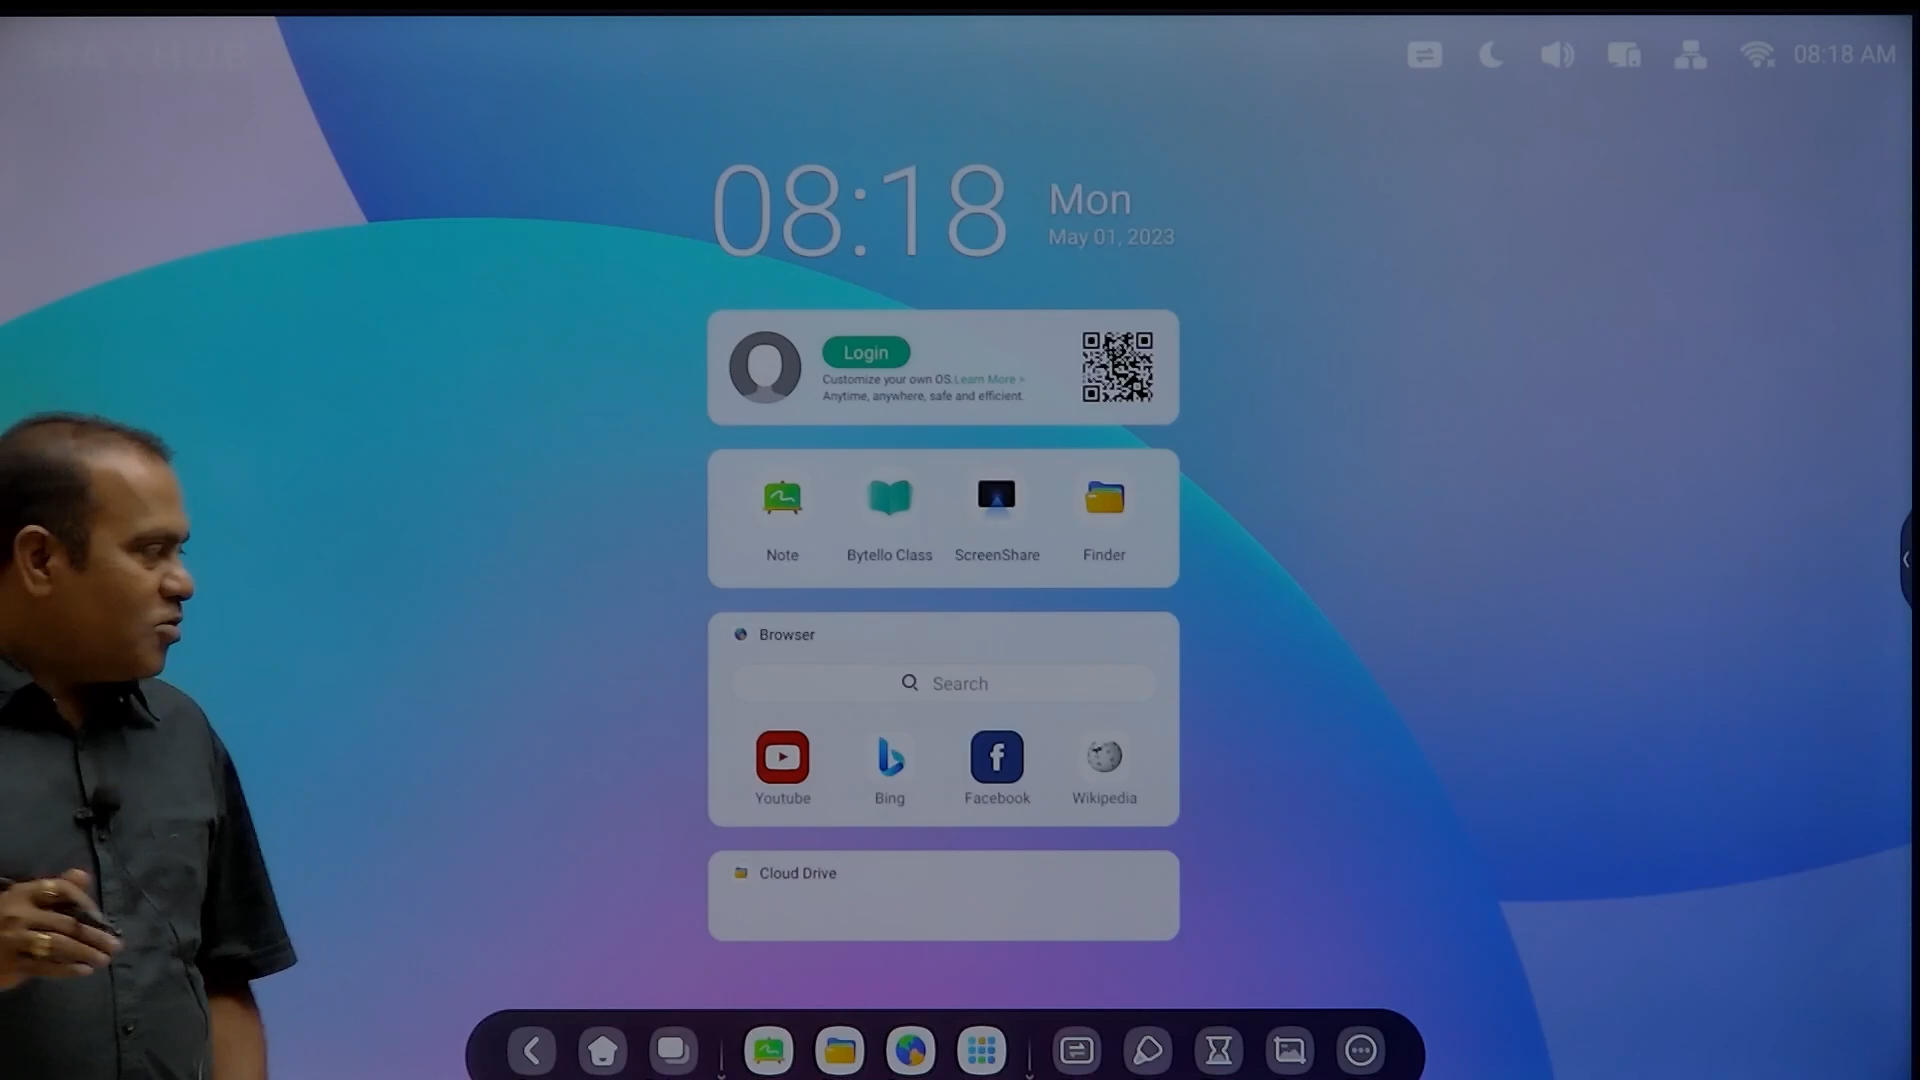 MAXHUB
08:18 AM
08:18
Mon
May 01, 2023
Login
Customize your own OS.Learn More >
Anytime, anywhere, safe and efficient.
Note
Bytello Class
ScreenShare
Finder
Browser
Search
Youtube
Bing
Facebook
Wikipedia
Cloud Drive